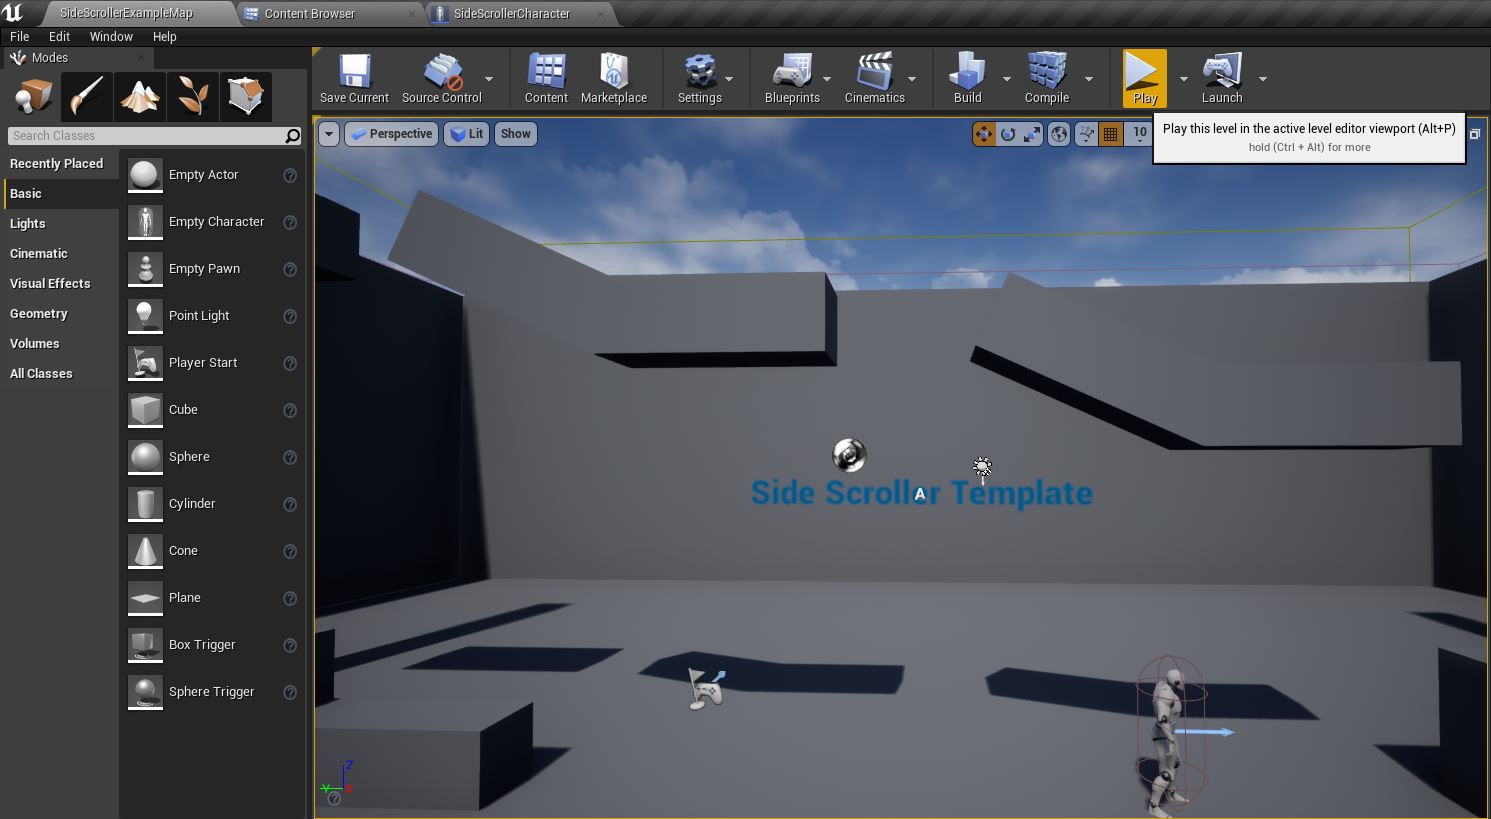 SideScrollerExampleMap
Content Browser
SideScrollerCharacter
File Edit Window Help
Modes
Save Current
Source Control
Content
Marketplace
Settings
Blueprints
Cinematics
Build
Compile
Play
Launch
Search Classes
Perspective
Lit
Show
10
Play this level in the active level editor viewport (Alt+P)
hold (Ctrl + Alt) for more
Recently Placed
Basic
Lights
Cinematic
Visual Effects
Geometry
Volumes
All Classes
Empty Actor
Empty Character
Empty Pawn
Point Light
Player Start
Cube
Sphere
Cylinder
Cone
Plane
Box Trigger
Sphere Trigger
Side Scroller Template
A
Z
Y
X